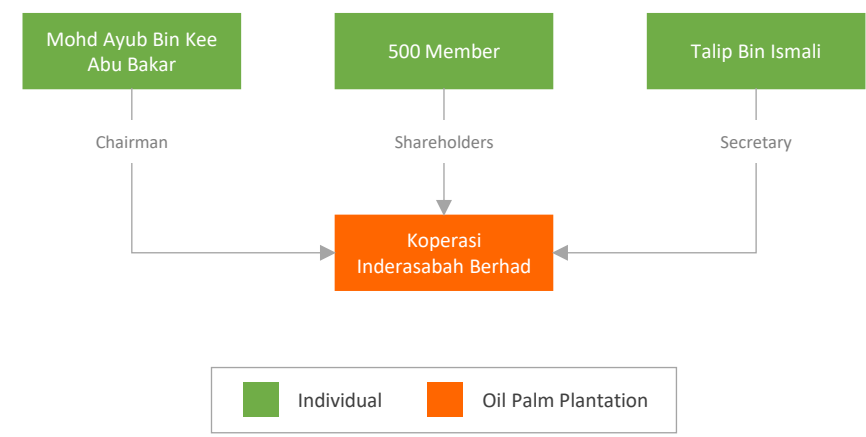 Mohd Ayub Bin Kee
Abu Bakar
500 Member
Talip Bin Ismali
Chairman
Shareholders
Secretary
Koperasi
Inderasabah Berhad
Individual
Oil Palm Plantation